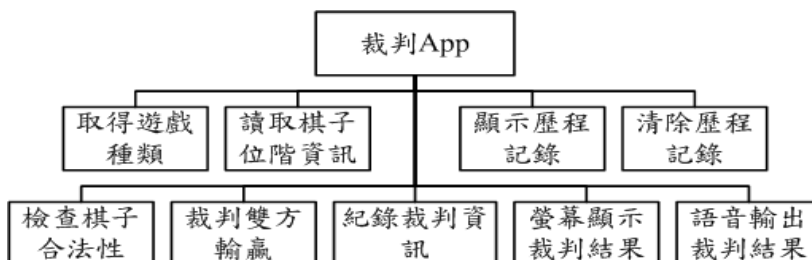 裁判App
取得遊戲
種類
讀取棋子
位階資訊
顯示歷程
記錄
清除歷程
記錄
檢查棋子
合法性
裁判雙方
輸贏
紀錄裁判資
訊
螢幕顯示
裁判結果
語音輸出
裁判結果